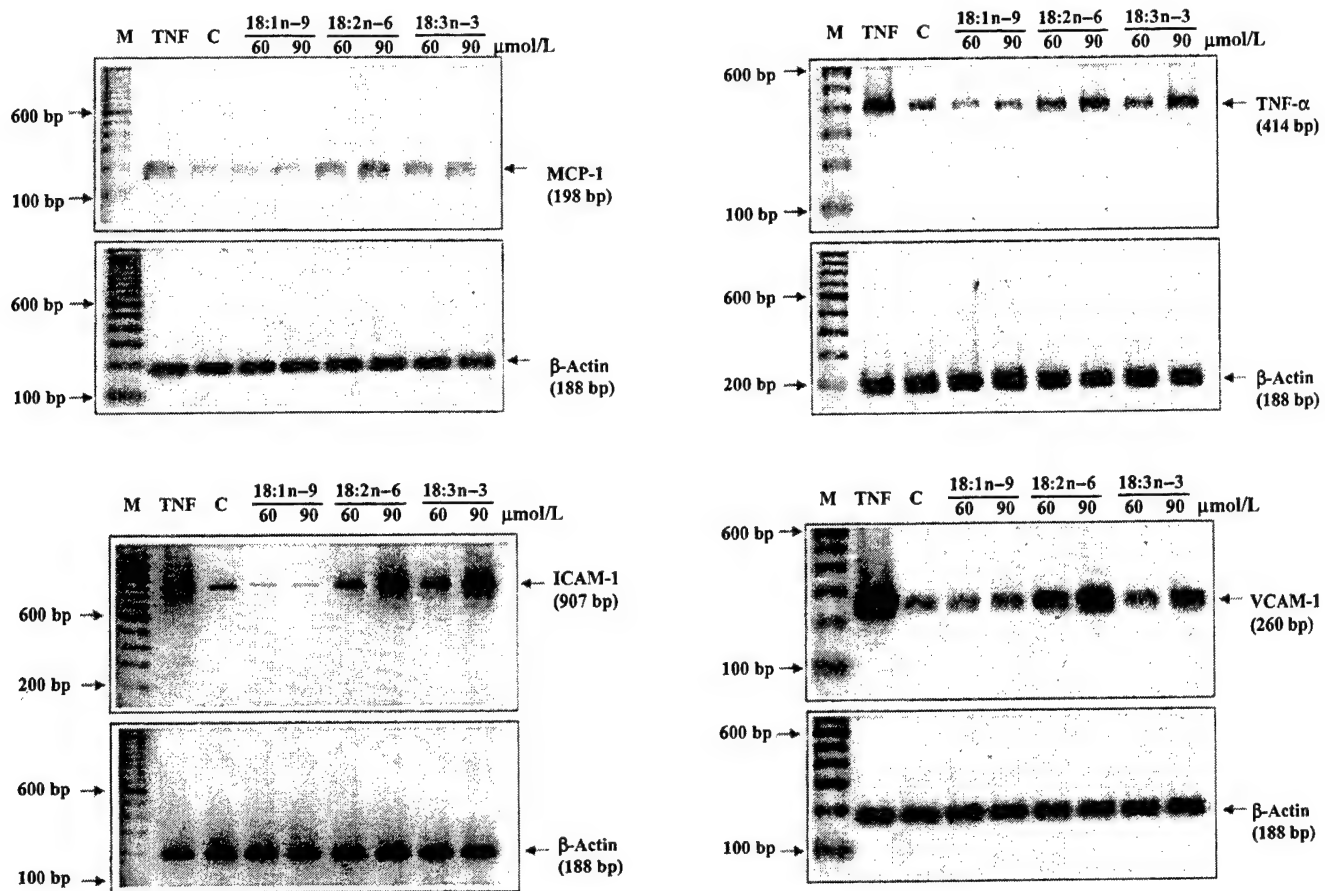 18:1n–9 18:2n–6 18:3n–3
M TNF C 60 90 60 90 60 90 μmol/L
600 bp
MCP-1
(198 bp)
100 bp
600 bp
β-Actin
(188 bp)
100 bp
18:1n–9 18:2n–6 18:3n–3
M TNF C 60 90 60 90 60 90 μmol/L
600 bp
TNF-α
(414 bp)
100 bp
600 bp
200 bp
β-Actin
(188 bp)
18:1n–9 18:2n–6 18:3n–3
M TNF C 60 90 60 90 60 90 μmol/L
ICAM-1
(907 bp)
600 bp
200 bp
600 bp
β-Actin
(188 bp)
100 bp
18:1n–9 18:2n–6 18:3n–3
M TNF C 60 90 60 90 60 90 μmol/L
600 bp
VCAM-1
(260 bp)
100 bp
600 bp
β-Actin
(188 bp)
100 bp